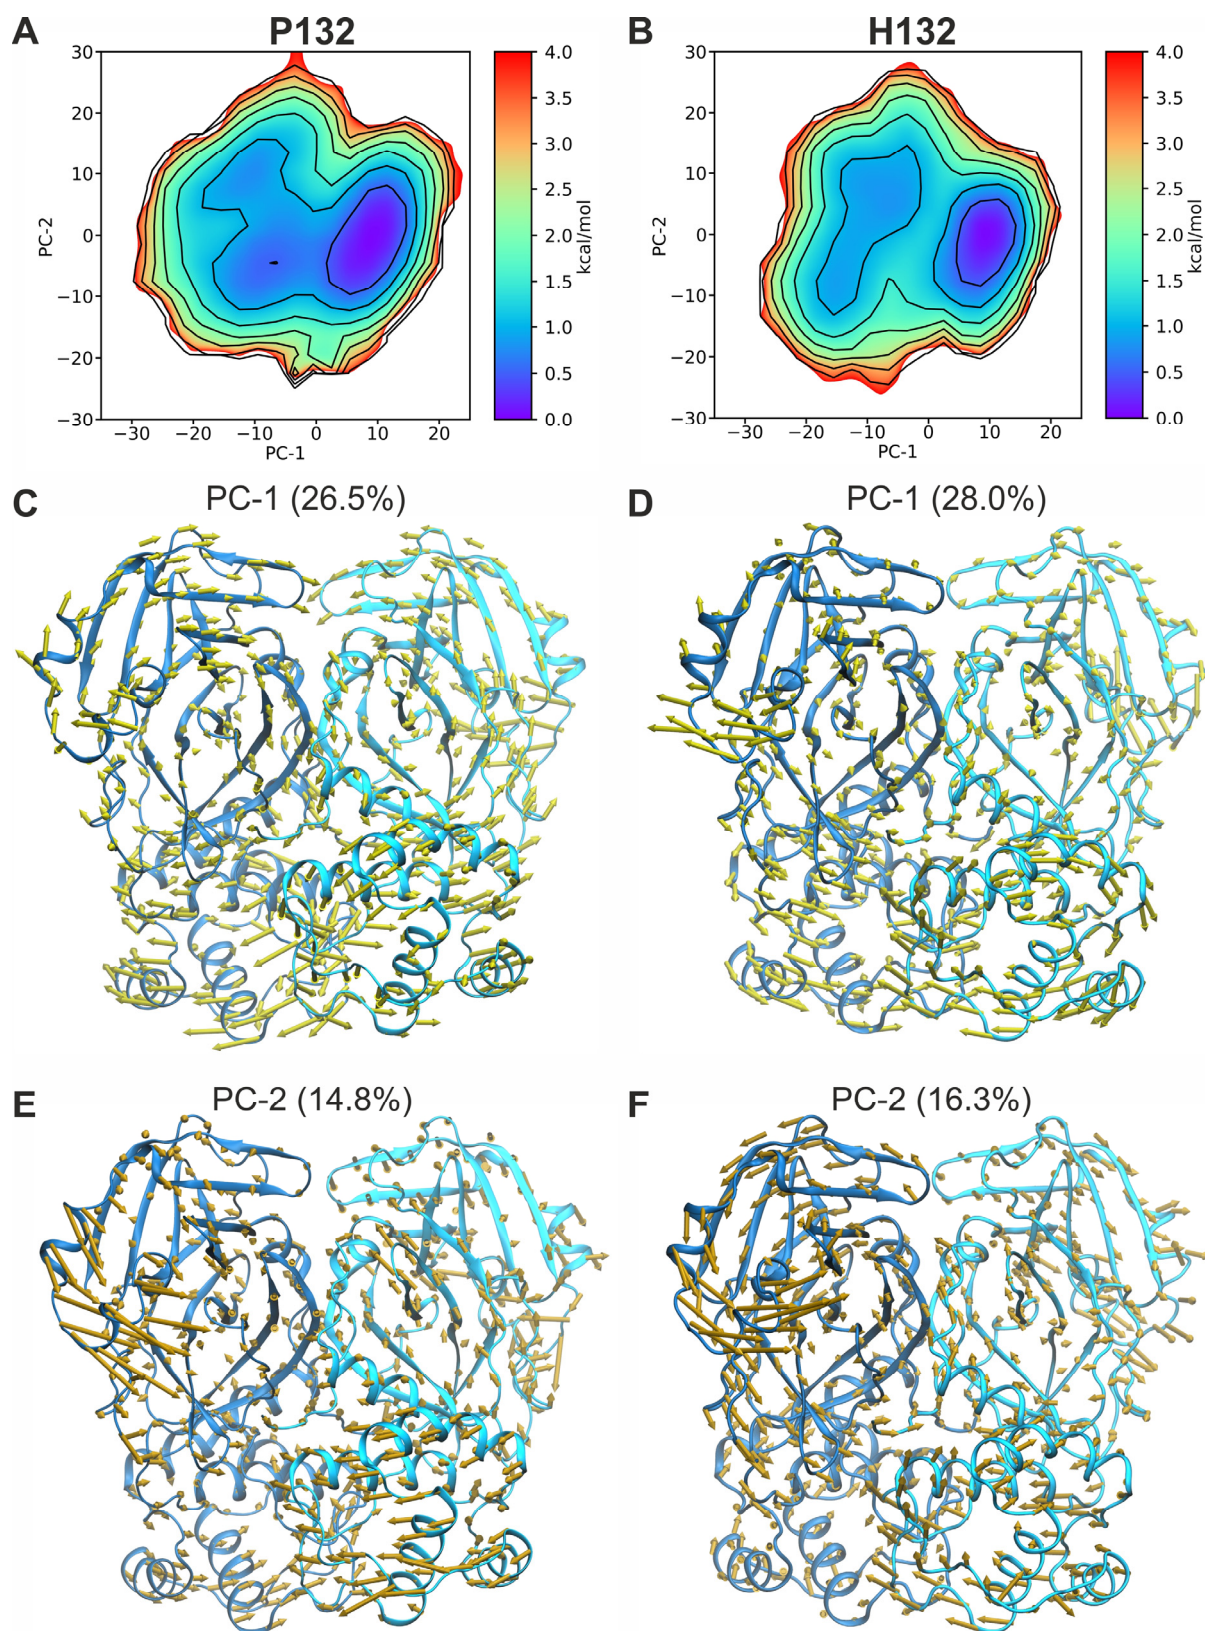 A P132 B H132
30 4.0 30 4.0
20 3.5 20 3.5
10 3.0 10 3.0
2.5 2.5
PC-2 0 2.0 kcal/mol PC-2 0 2.0 kcal/mol
−10 1.5 −10 1.5
1.0 1.0
−20 0.5 −20 0.5
−30 0.0 −30 0.0
−30 −20 −10 0 10 20 −30 −20 −10 0 10 20
PC-1 PC-1
C PC-1 (26.5%) D PC-1 (28.0%)
E PC-2 (14.8%) F PC-2 (16.3%)